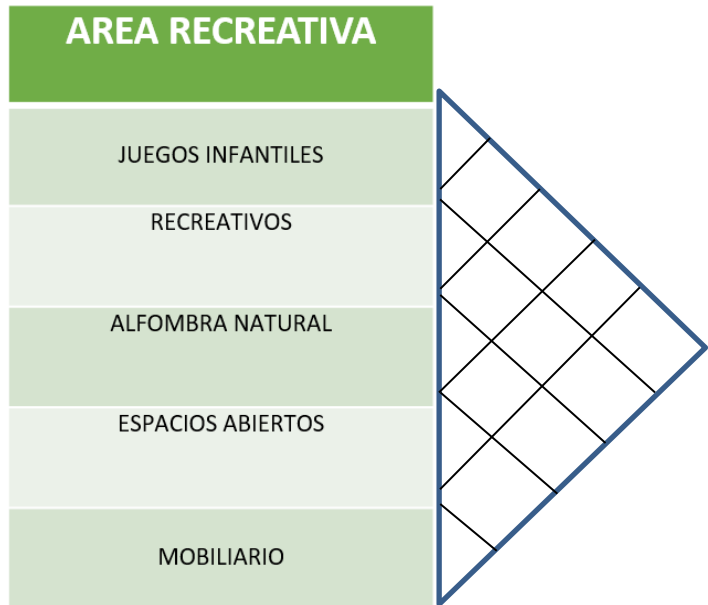 AREA RECREATIVA
JUEGOS INFANTILES
RECREATIVOS
ALFOMBRA NATURAL
ESPACIOS ABIERTOS
MOBILIARIO